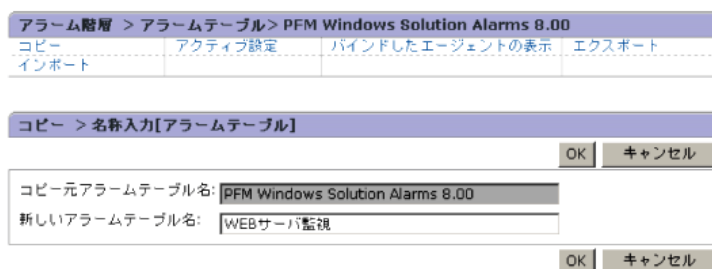 アラーム階層 > アラームテーブル> PFM Windows Solution Alarms 8.00
コピー アクティブ設定 バインドしたエージェントの表示 エクスポート
インポート
コピー > 名称入力[アラームテーブル]
OK キャンセル
コピー元アラームテーブル名: PFM Windows Solution Alarms 8.00
新しいアラームテーブル名: WEBサーバ監視
OK キャンセル